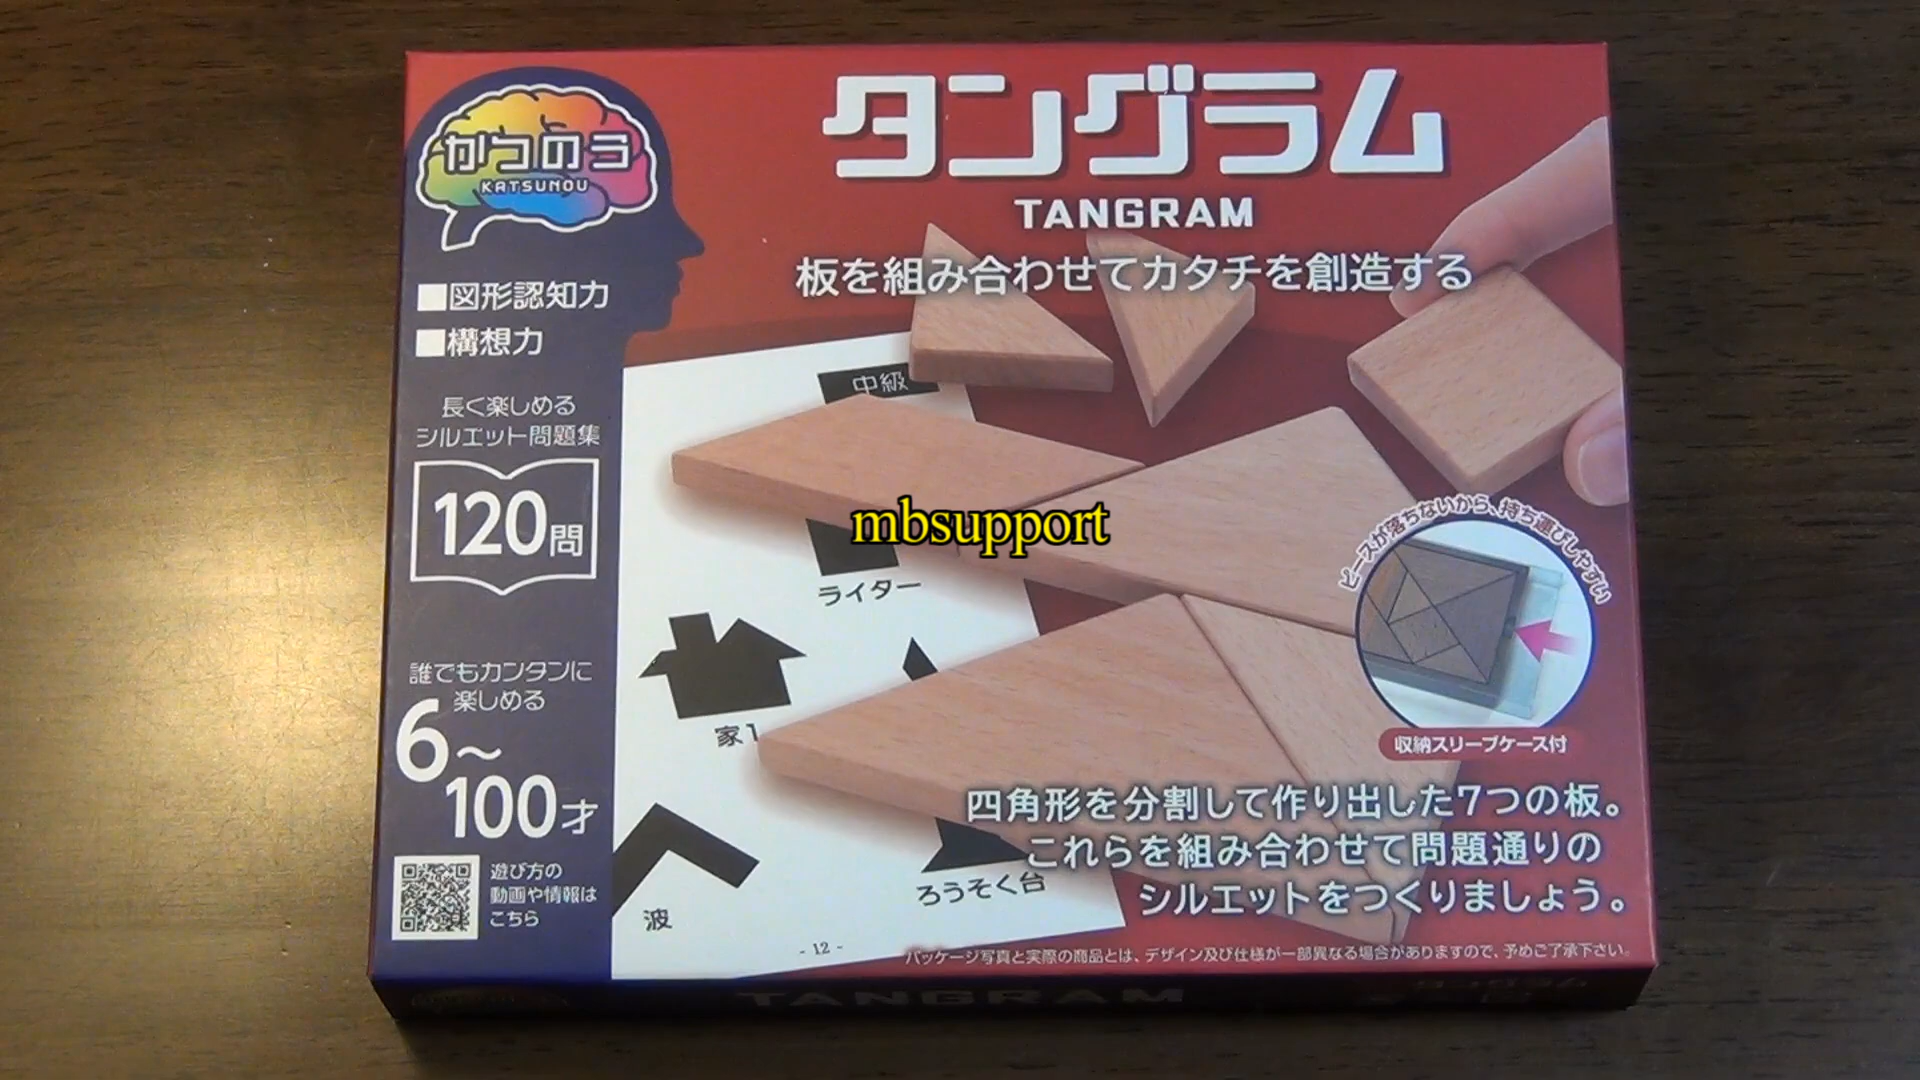 かつのう
KATSUNOU
■図形認知力
■構想力
長く楽しめる
シルエット問題集
120問
誰でもカンタンに
楽しめる
6～
100才
遊び方の
動画や情報は
こちら
タングラム
TANGRAM
板を組み合わせてカタチを創造する
中級
mbsupport
ライター
家1
波
ろうそく台
- 12 -
ピースが落ちないから、持ち運びしやすい
収納スリーブケース付
四角形を分割して作り出した7つの板。
これらを組み合わせて問題通りの
シルエットをつくりましょう。
パッケージ写真と実際の商品とは、デザイン及び仕様が一部異なる場合がありますので、予めご了承下さい。
TANGRAM